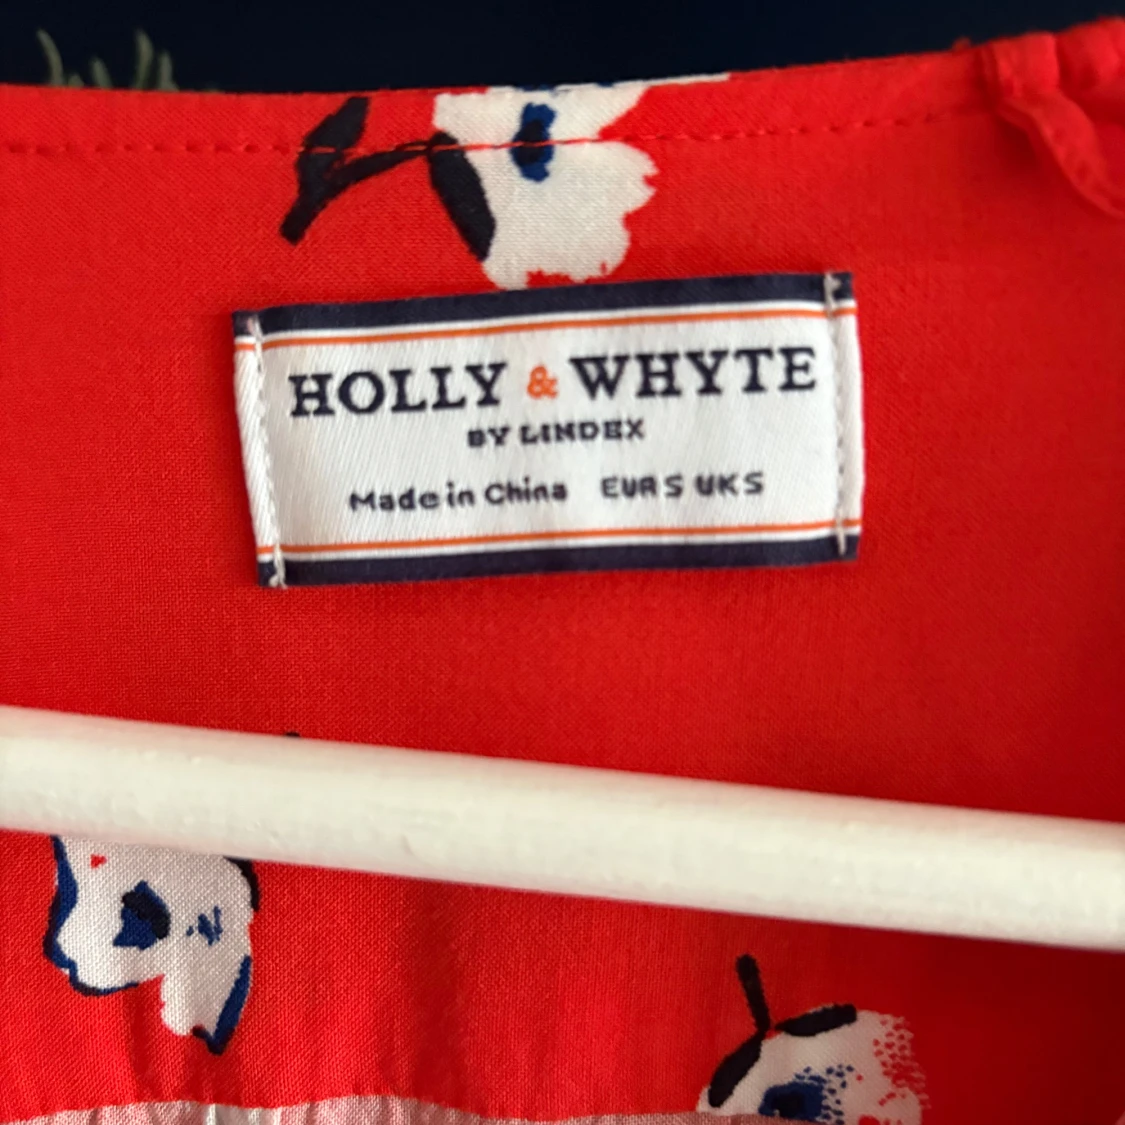 HOLLY & WHYTE
BY LINDEX
Made in China EUR S UK S